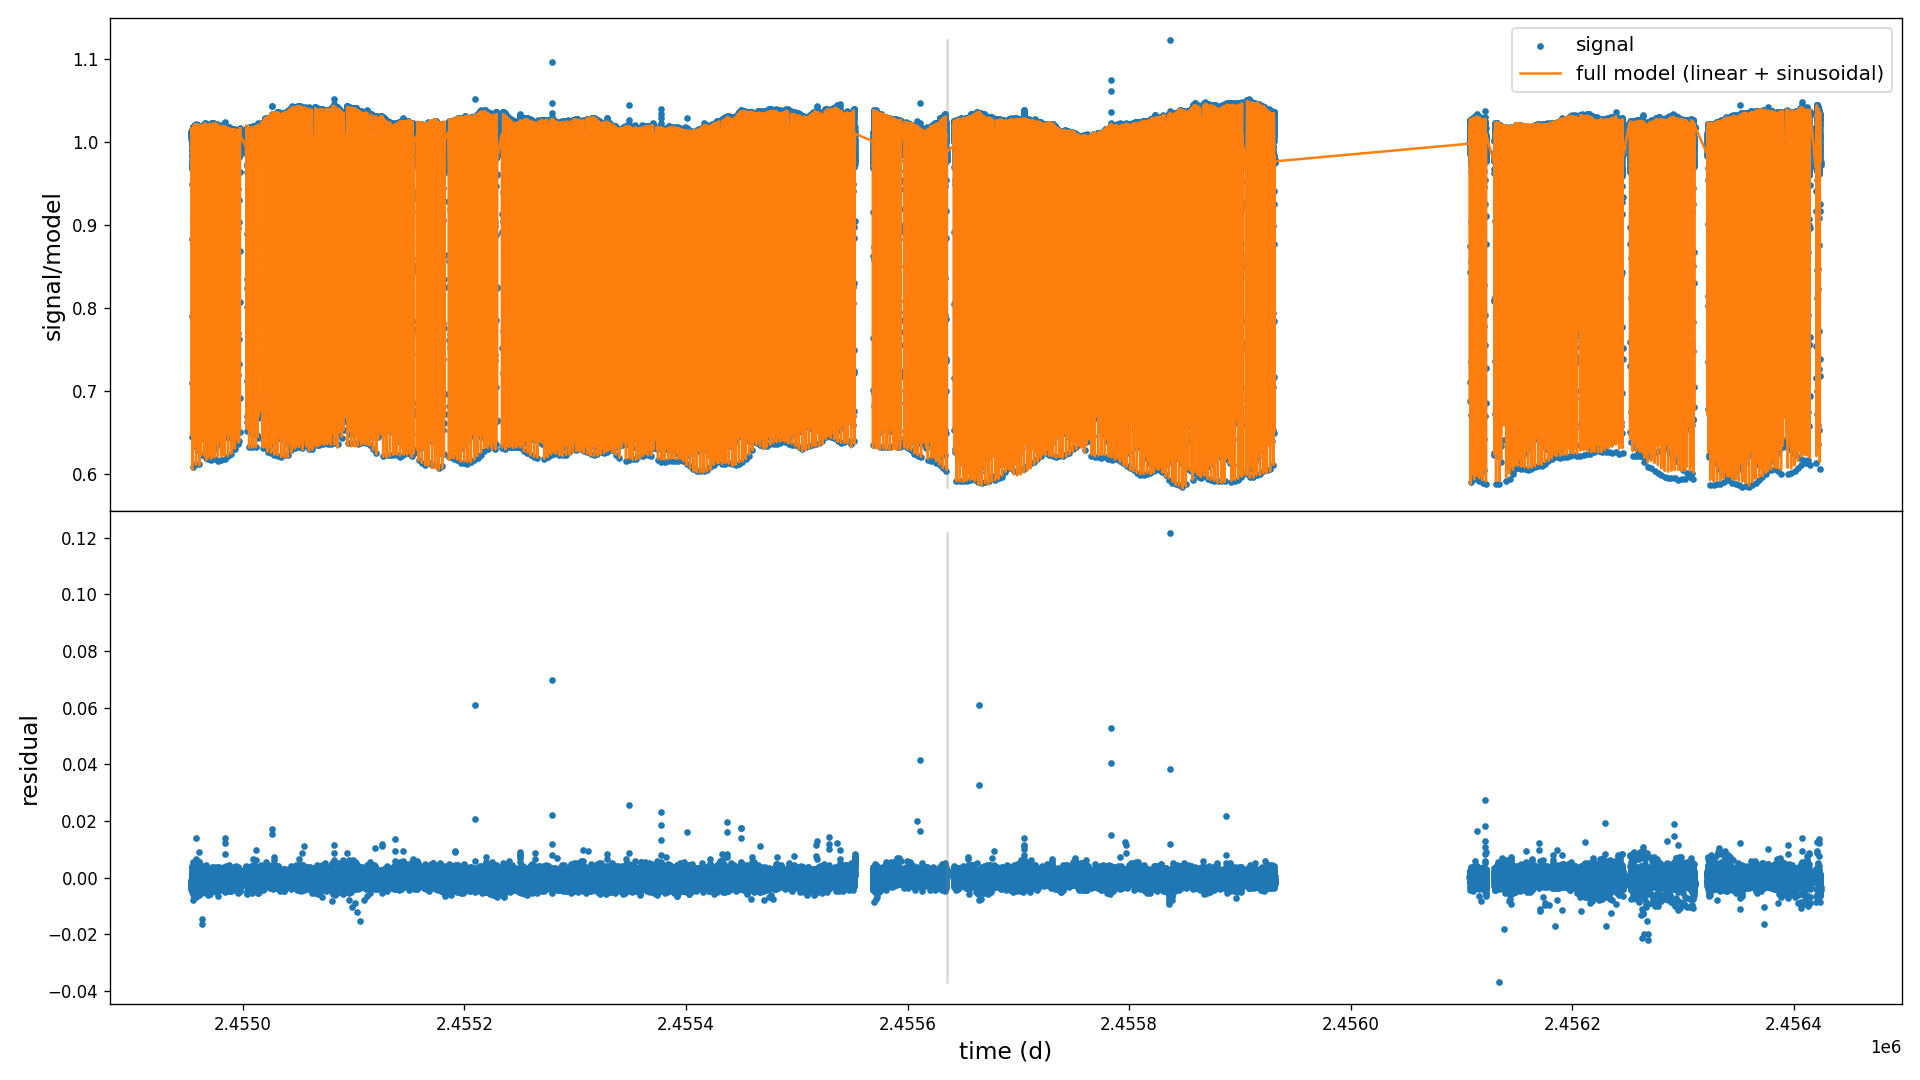 signal
full model (linear + sinusoidal)
signal/model
1.1
1.0
0.9
0.8
0.7
0.6
residual
0.12
0.10
0.08
0.06
0.04
0.02
0.00
−0.02
−0.04
2.4550 2.4552 2.4554 2.4556 2.4558 2.4560 2.4562 2.4564
1e6
time (d)